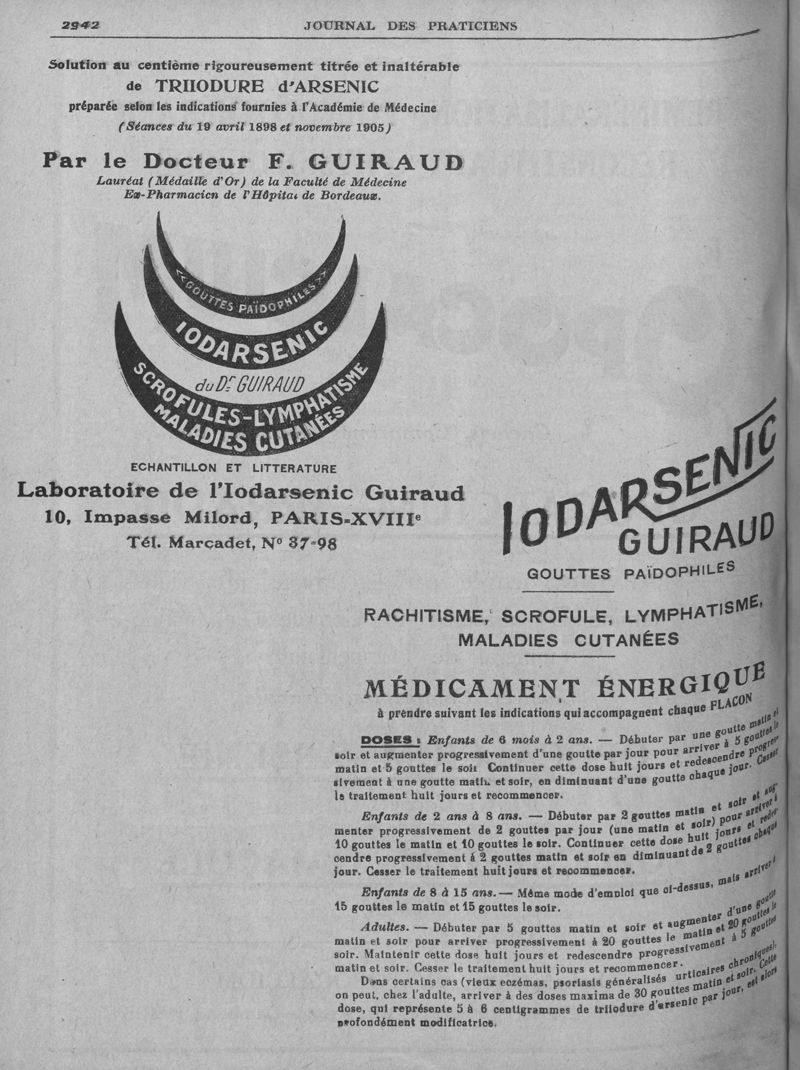 2942
JOURNAL DES PRATICIENS
Solution au centième rigoureusement titrée et inaltérable
de TRIIODURE d'ARSENIC
préparée selon les indications fournies à l'Académie de Médecine
(Séances du 19 avril 1898 et novembre 1905)
Par le Docteur F. GUIRAUD
Lauréat (Médaille d'Or) de la Faculté de Médecine
Ex-Pharmacien de l'Hôpital de Bordeaux.
«GOUTTES PAÏDOPHILES»
IODARSENIC
du Dr GUIRAUD
SCROFULES-LYMPHATISME
MALADIES CUTANÉES
ECHANTILLON ET LITTERATURE
Laboratoire de l'Iodarsenic Guiraud
10, Impasse Milord, PARIS-XVIIIe
Tél. Marcadet, No 37-98
IODARSENIC
GUIRAUD
GOUTTES PAÏDOPHILES
RACHITISME, SCROFULE, LYMPHATISME,
MALADIES CUTANÉES
MÉDICAMENT ÉNERGIQUE
à prendre suivant les indications qui accompagnent chaque FLACON
DOSES : Enfants de 6 mois à 2 ans. — Débuter par une goutte matin et
soir et augmenter progressivement d'une goutte par jour pour arriver à 5 gouttes le
matin et 5 gouttes le soir. Continuer cette dose huit jours et redescendre progres-
sivement à une goutte matin et soir, en diminuant d'une goutte chaque jour. Cesser
le traitement huit jours et recommencer.
Enfants de 2 ans à 8 ans. — Débuter par 2 gouttes matin et soir et aug-
menter progressivement de 2 gouttes par jour (une matin et soir) pour arriver à
10 gouttes le matin et 10 gouttes le soir. Continuer cette dose huit jours et redes-
cendre progressivement à 2 gouttes matin et soir en diminuant de 2 gouttes chaque
jour. Cesser le traitement huit jours et recommencer.
Enfants de 8 à 15 ans. — Même mode d'emploi que ci-dessus, mais arriver à
15 gouttes le matin et 15 gouttes le soir.
Adultes. — Débuter par 5 gouttes matin et soir et augmenter d'une goutte
matin et soir pour arriver progressivement à 20 gouttes le matin et 20 gouttes le
soir. Maintenir cette dose huit jours et redescendre progressivement à 5 gouttes
matin et soir. Cesser le traitement huit jours et recommencer.
Dans certains cas (vieux eczémas, psoriasis généralisés urticaires chroniques),
on peut, chez l'adulte, arriver à des doses maxima de 30 gouttes matin et soir. Cette
dose, qui représente 5 à 6 centigrammes de triiodure d'arsenic par jour, est alors
profondément modificatrice.